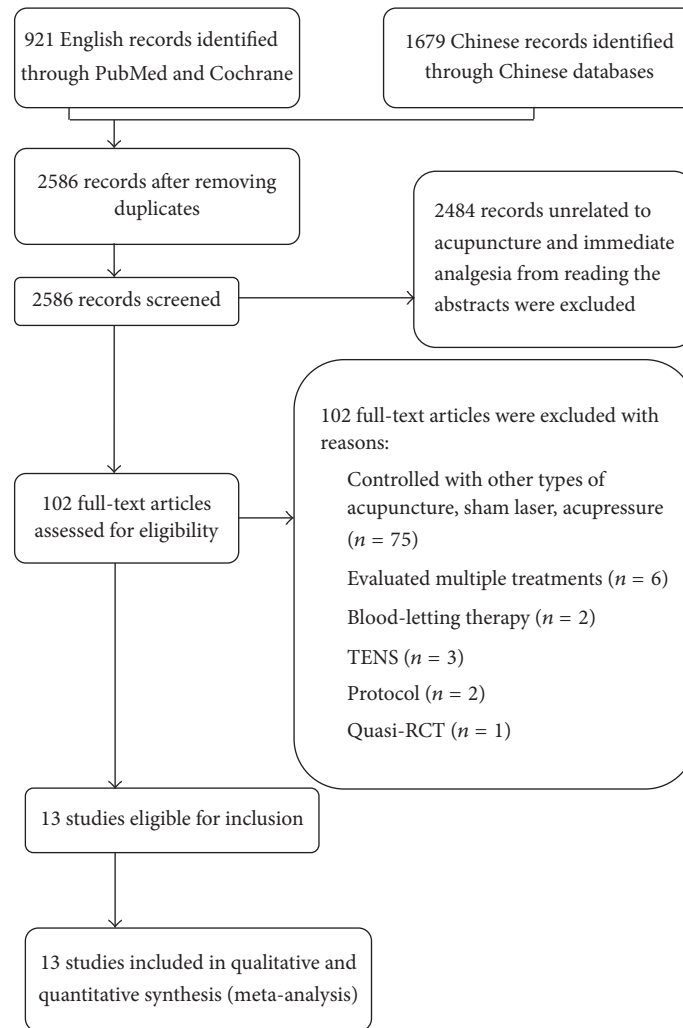 921 English records identified
through PubMed and Cochrane
1679 Chinese records identified
through Chinese databases
2586 records after removing
duplicates
2484 records unrelated to
acupuncture and immediate
analgesia from reading the
abstracts were excluded
2586 records screened
102 full-text articles were excluded with
reasons:
Controlled with other types of
acupuncture, sham laser, acupressure
(n = 75)
Evaluated multiple treatments (n = 6)
Blood-letting therapy (n = 2)
TENS (n = 3)
Protocol (n = 2)
Quasi-RCT (n = 1)
102 full-text articles
assessed for eligibility
13 studies eligible for inclusion
13 studies included in qualitative and
quantitative synthesis (meta-analysis)